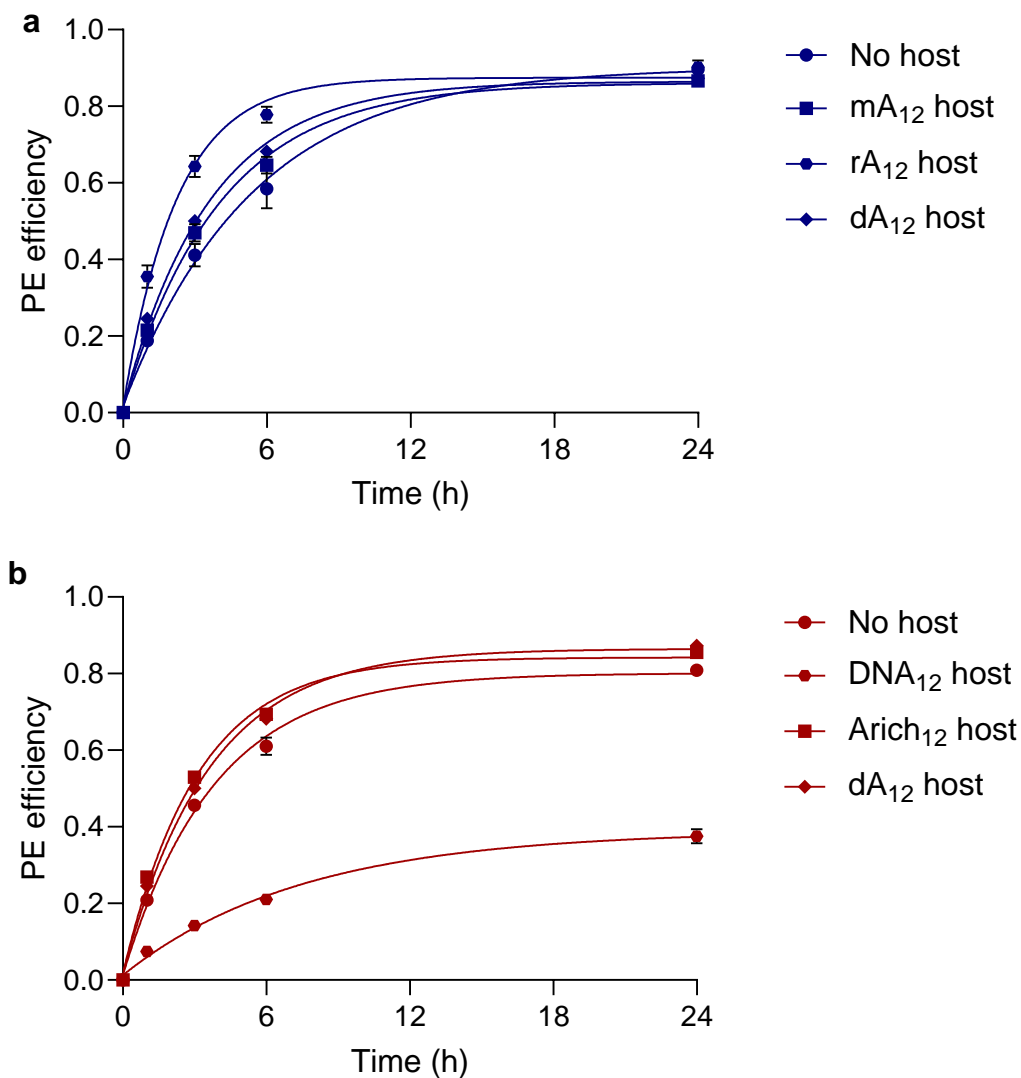 a
1.0
0.8
0.6
0.4
0.2
0.0
PE efficiency
0 6 12 18 24
Time (h)
No host
mA12 host
rA12 host
dA12 host
b
1.0
0.8
0.6
0.4
0.2
0.0
PE efficiency
0 6 12 18 24
Time (h)
No host
DNA12 host
Arich12 host
dA12 host